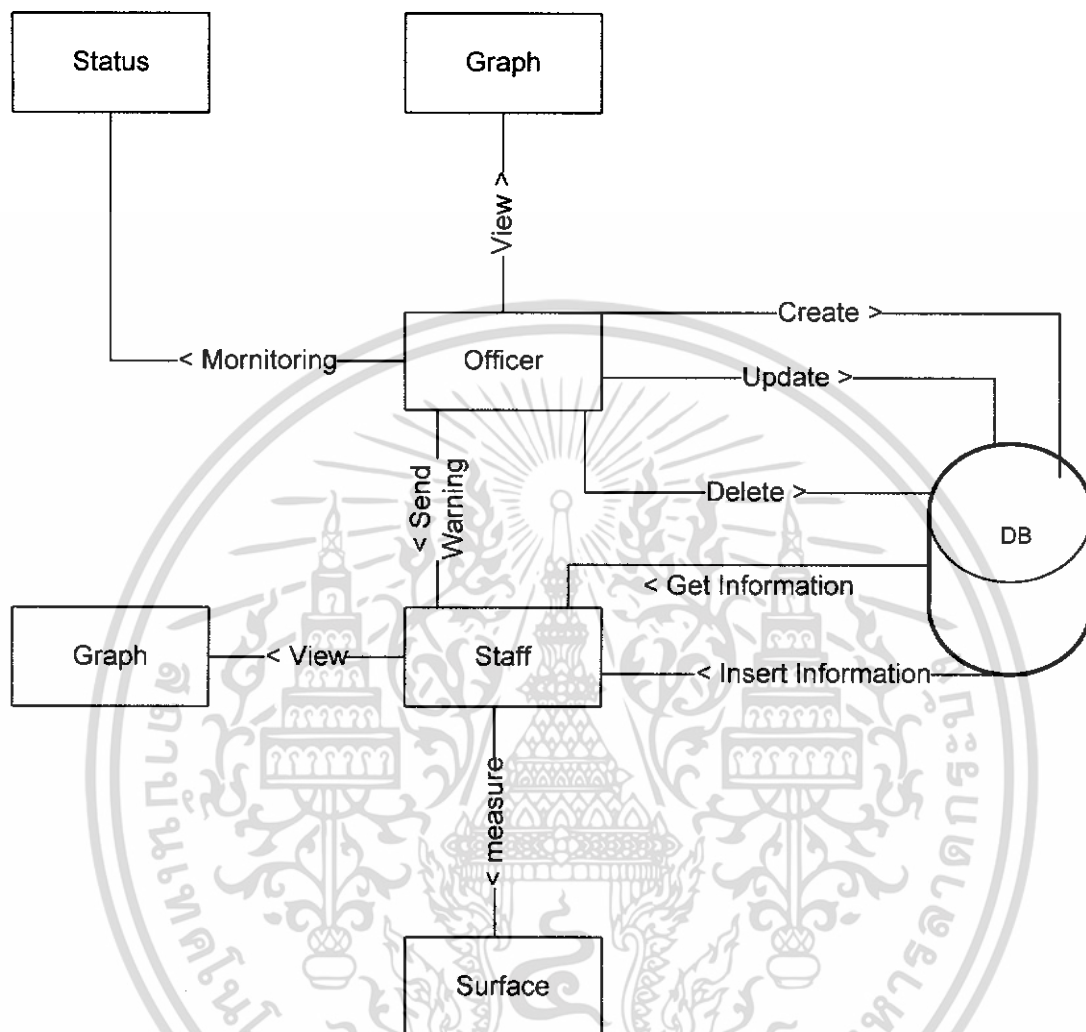 Status
Graph
View >
Create >
< Mornitoring
Officer
Update >
< Send
Warning
Delete >
DB
< Get Information
Graph
< View
Staff
< Insert Information
< measure
Surface